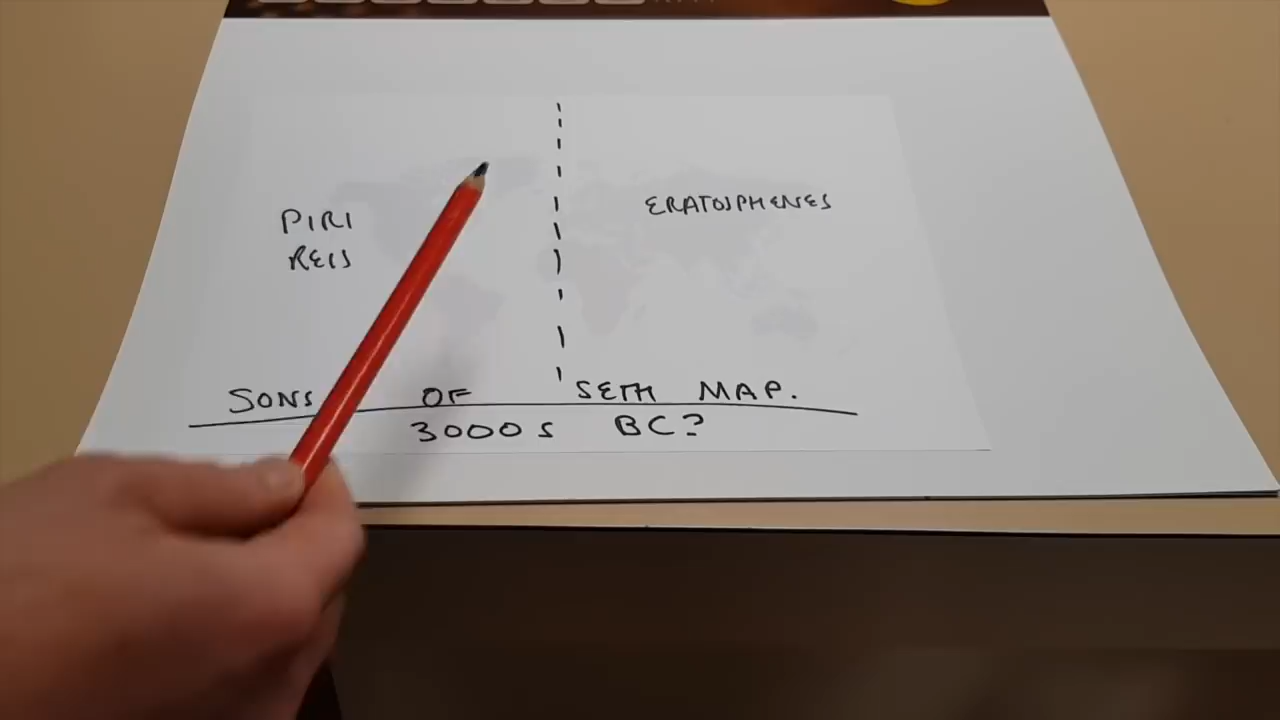 PIRI
REIS
ERATOSPHENES
SONS OF SETH MAP.
3000s BC?